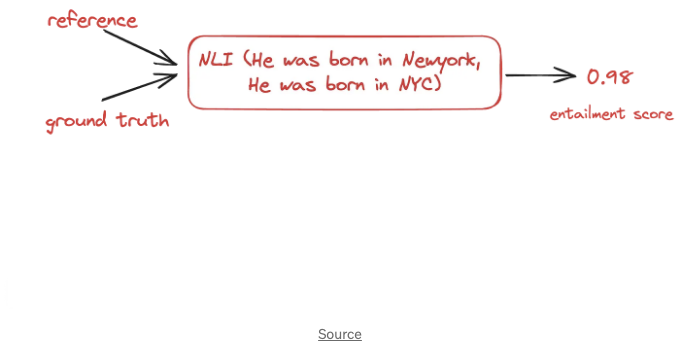 reference
NLI (He was born in Newyork,
He was born in NYC)
0.98
entailment score
ground truth
Source